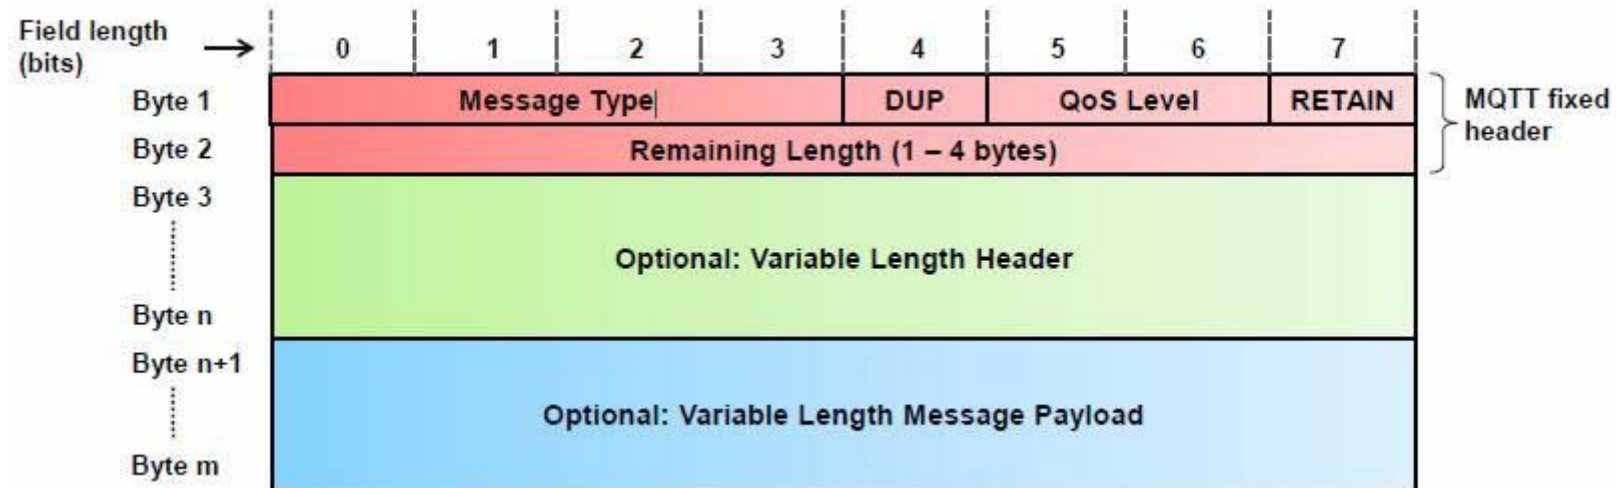 Field length
(bits)
0 1 2 3 4 5 6 7
Byte 1
Message Type
DUP
QoS Level
RETAIN
MQTT fixed
header
Byte 2
Remaining Length (1 – 4 bytes)
Byte 3
Optional: Variable Length Header
Byte n
Byte n+1
Optional: Variable Length Message Payload
Byte m